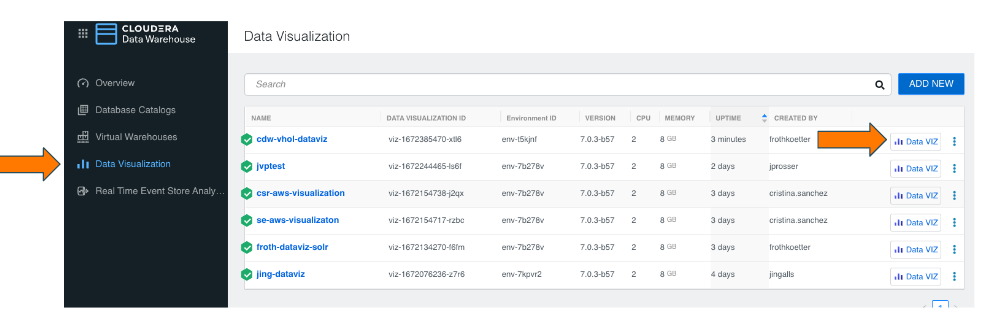 CLOUDERA
Data Warehouse
Data Visualization
Overview
Database Catalogs
Virtual Warehouses
Data Visualization
Real Time Event Store Analy...
Search
ADD NEW
NAME DATA VISUALIZATION ID Environment ID VERSION CPU MEMORY UPTIME CREATED BY
cdw-vhol-dataviz viz-1672385470-xtl6 env-t5kjnf 7.0.3-b57 2 8 GB 3 minutes frothkoetter Data VIZ
jvptest viz-1672244465-ls6f env-7b278v 7.0.3-b57 2 8 GB 2 days jprosser Data VIZ
csr-aws-visualization viz-1672154738-j2qx env-7b278v 7.0.3-b57 2 8 GB 3 days cristina.sanchez Data VIZ
se-aws-visualizaton viz-1672154717-rzbc env-7b278v 7.0.3-b57 2 8 GB 3 days cristina.sanchez Data VIZ
froth-dataviz-solr viz-1672134270-f6fm env-7b278v 7.0.3-b57 2 8 GB 3 days frothkoetter Data VIZ
jing-dataviz viz-1672076236-z7r6 env-7kpvr2 7.0.3-b57 2 8 GB 4 days jingalls Data VIZ